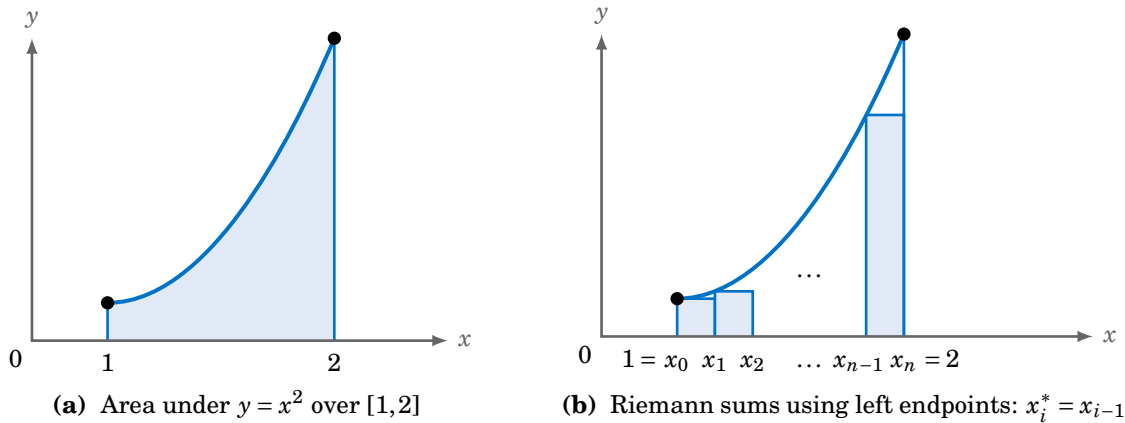 y
x
0
1
2
(a) Area under y = x² over [1,2]
y
x
0
1 = x₀ x₁ x₂ … xₙ₋₁ xₙ = 2
…
(b) Riemann sums using left endpoints: xᵢ* = xᵢ₋₁